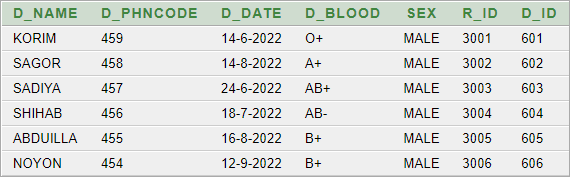 D_NAME D_PHNCODE D_DATE D_BLOOD SEX R_ID D_ID
KORIM 459 14-6-2022 O+ MALE 3001 601
SAGOR 458 14-8-2022 A+ MALE 3002 602
SADIYA 457 24-6-2022 AB+ MALE 3003 603
SHIHAB 456 18-7-2022 AB- MALE 3004 604
ABDUILLA 455 16-8-2022 B+ MALE 3005 605
NOYON 454 12-9-2022 B+ MALE 3006 606